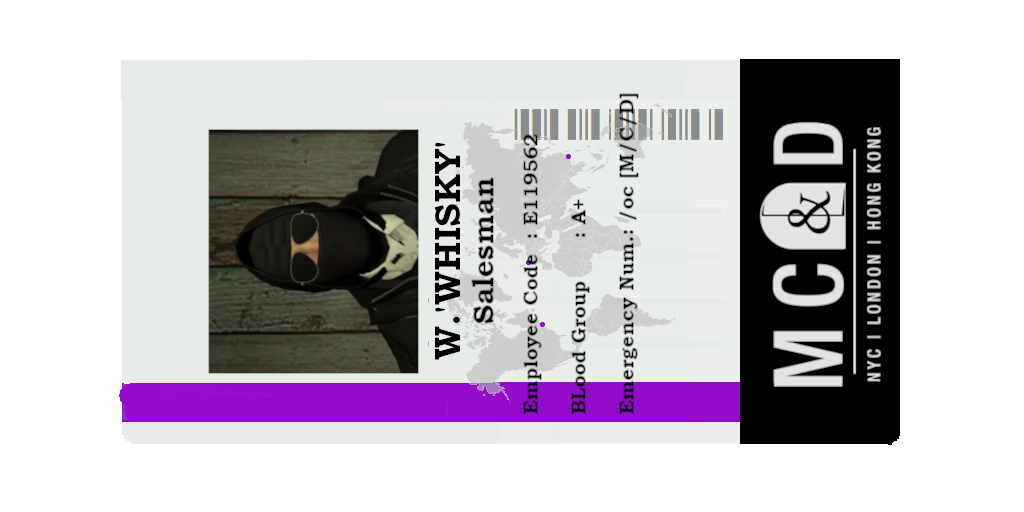 W. 'WHISKY'
Salesman
Employee Code : E119562
BLood Group : A+
Emergency Num.: /oc [M/C/D]
MC&D
NYC | LONDON | HONG KONG